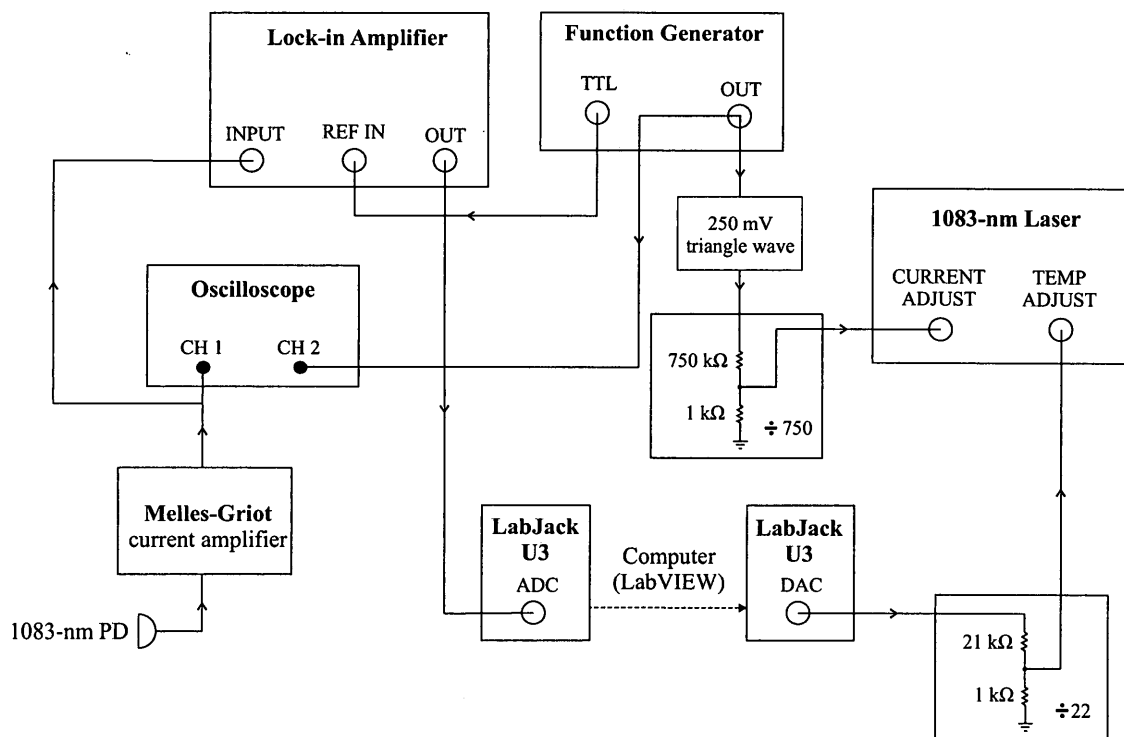 Lock-in Amplifier
INPUT
REF IN
OUT
Function Generator
TTL
OUT
250 mV
triangle wave
1083-nm Laser
CURRENT
ADJUST
TEMP
ADJUST
Oscilloscope
CH 1
CH 2
750 kΩ
1 kΩ
÷ 750
Melles-Griot
current amplifier
1083-nm PD
LabJack
U3
ADC
Computer
(LabVIEW)
LabJack
U3
DAC
21 kΩ
1 kΩ
÷22